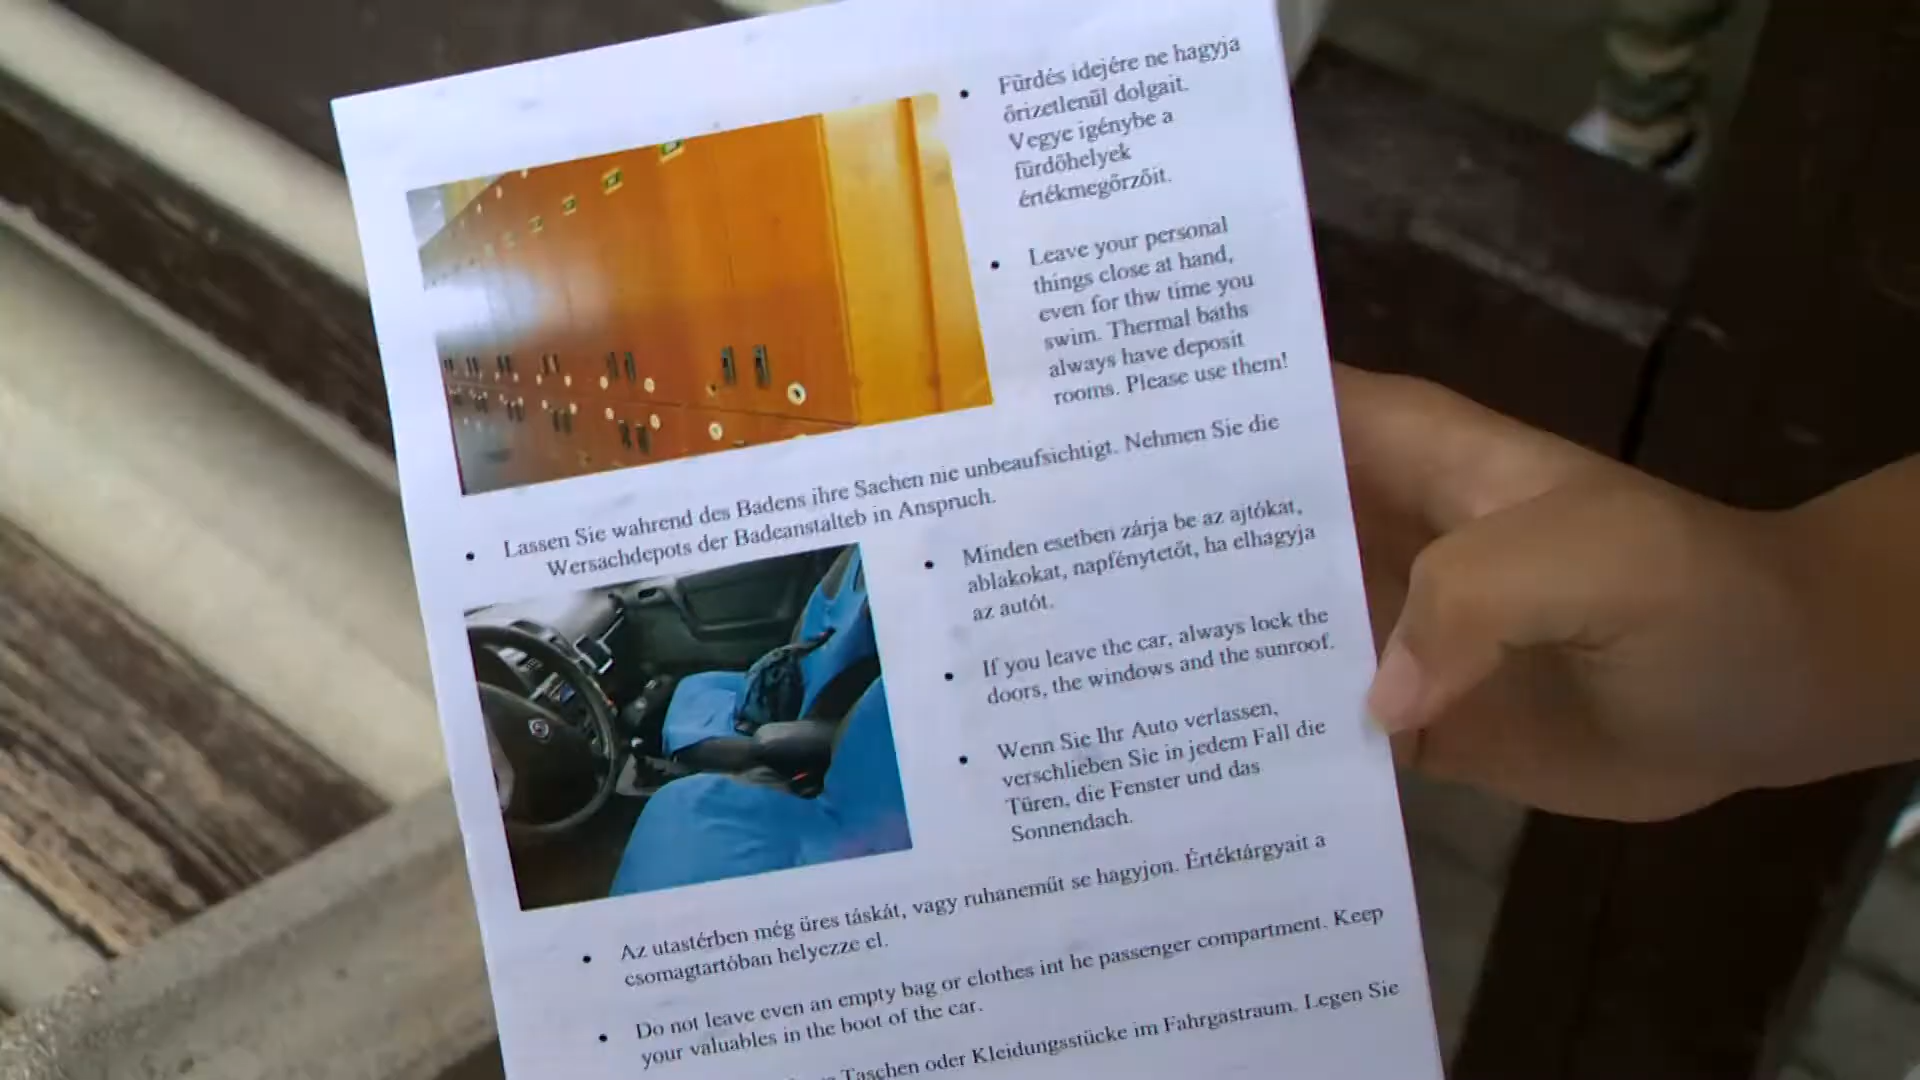 Fürdés idejére ne hagyja
őrizetlenül dolgait.
Vegye igénybe a
fürdőhelyek
értékmegőrzőit.
Leave your personal
things close at hand,
even for thw time you
swim. Thermal baths
always have deposit
rooms. Please use them!
Lassen Sie wahrend des Badens ihre Sachen nie unbeaufsichtigt. Nehmen Sie die
Wersachdepots der Badeanstalteb in Anspruch.
Minden esetben zárja be az ajtókat,
ablakokat, napfénytetőt, ha elhagyja
az autót.
If you leave the car, always lock the
doors, the windows and the sunroof.
Wenn Sie Ihr Auto verlassen,
verschlieben Sie in jedem Fall die
Türen, die Fenster und das
Sonnendach.
Az utastérben még üres táskát, vagy ruhaneműt se hagyjon. Értéktárgyait a
csomagtartóban helyezze el.
Do not leave even an empty bag or clothes int he passenger compartment. Keep
your valuables in the boot of the car.
Taschen oder Kleidungsstücke im Fahrgastraum. Legen Sie